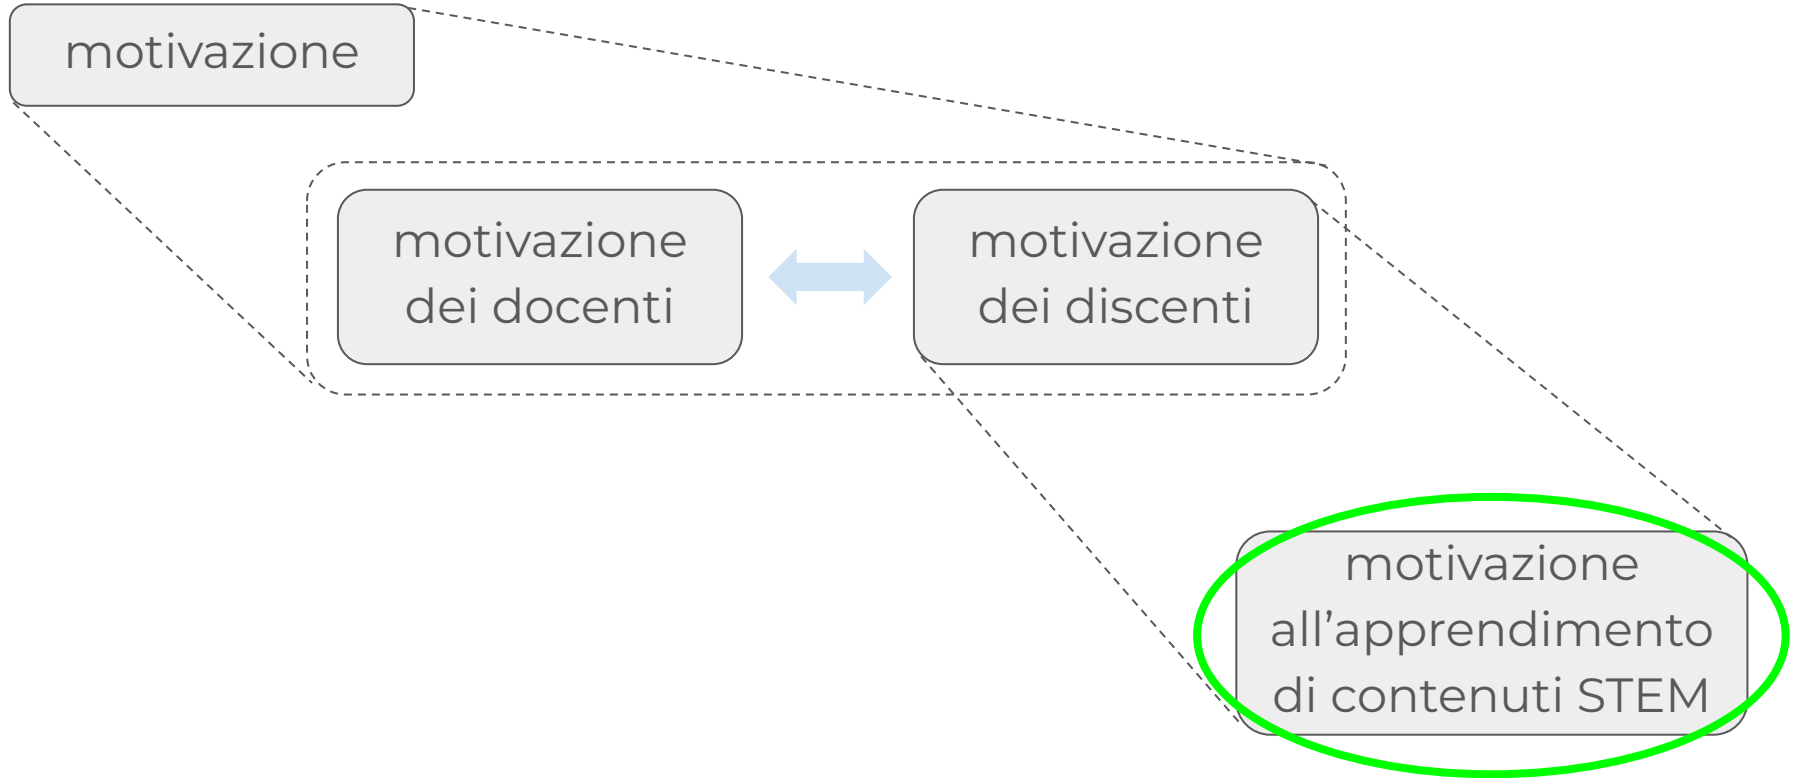 motivazione
motivazione
dei docenti
motivazione
dei discenti
motivazione
all’apprendimento
di contenuti STEM